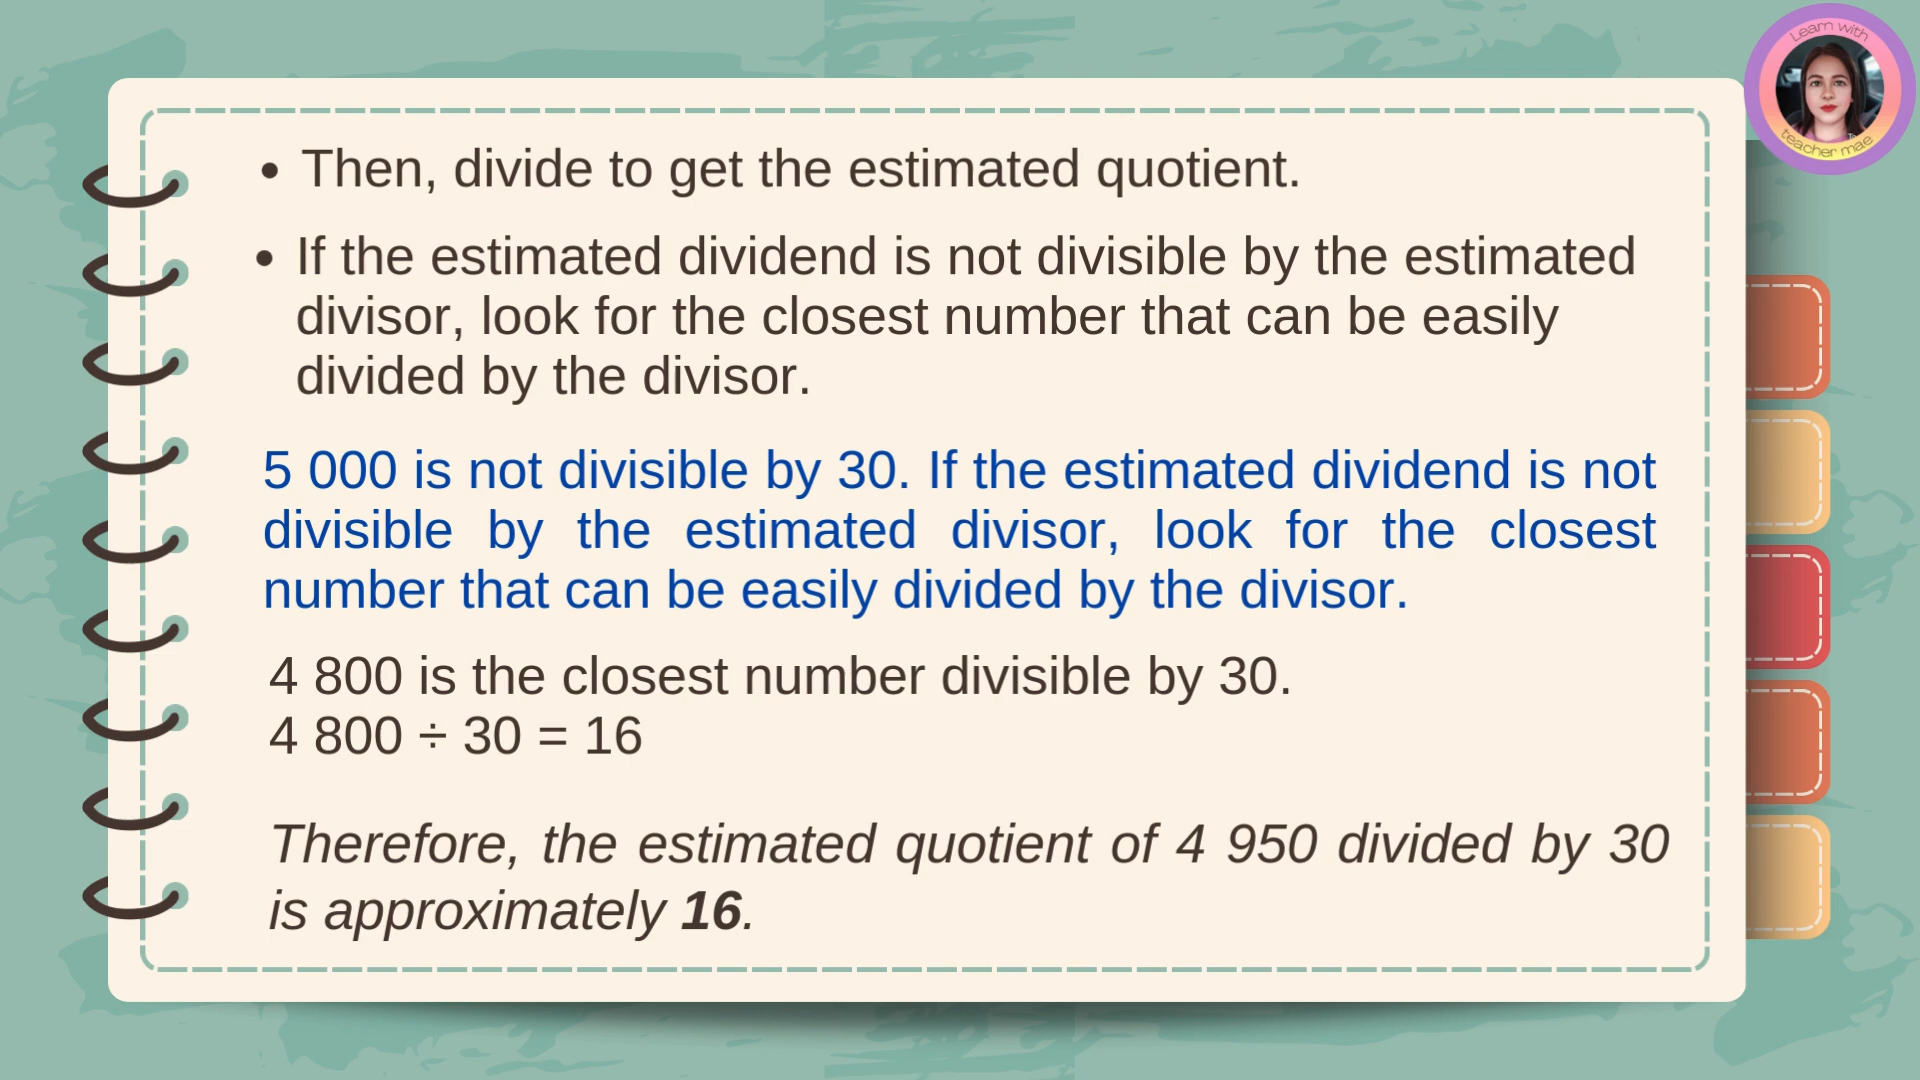 Learn with
teacher mae
• Then, divide to get the estimated quotient.
• If the estimated dividend is not divisible by the estimated
divisor, look for the closest number that can be easily
divided by the divisor.
5 000 is not divisible by 30. If the estimated dividend is not
divisible by the estimated divisor, look for the closest
number that can be easily divided by the divisor.
4 800 is the closest number divisible by 30.
4 800 ÷ 30 = 16
Therefore, the estimated quotient of 4 950 divided by 30
is approximately 16.